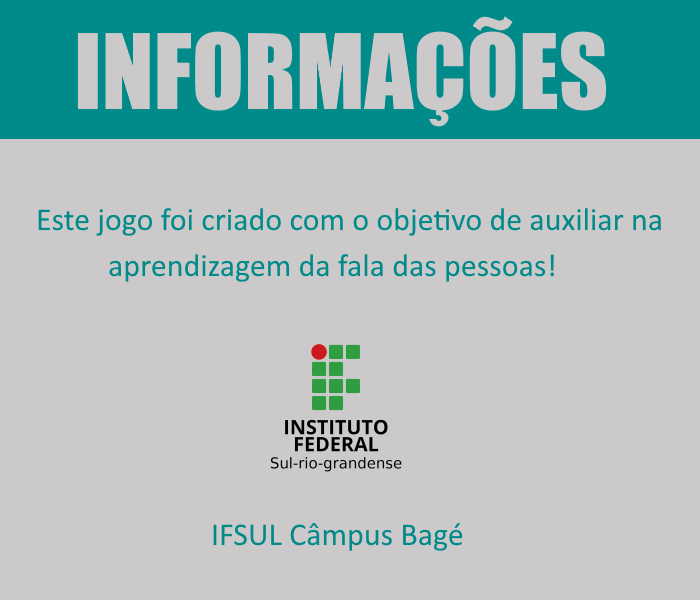 INFORMAÇÕES
Este jogo foi criado com o objetivo de auxiliar na
aprendizagem da fala das pessoas!
INSTITUTO
FEDERAL
Sul-rio-grandense
IFSUL Câmpus Bagé